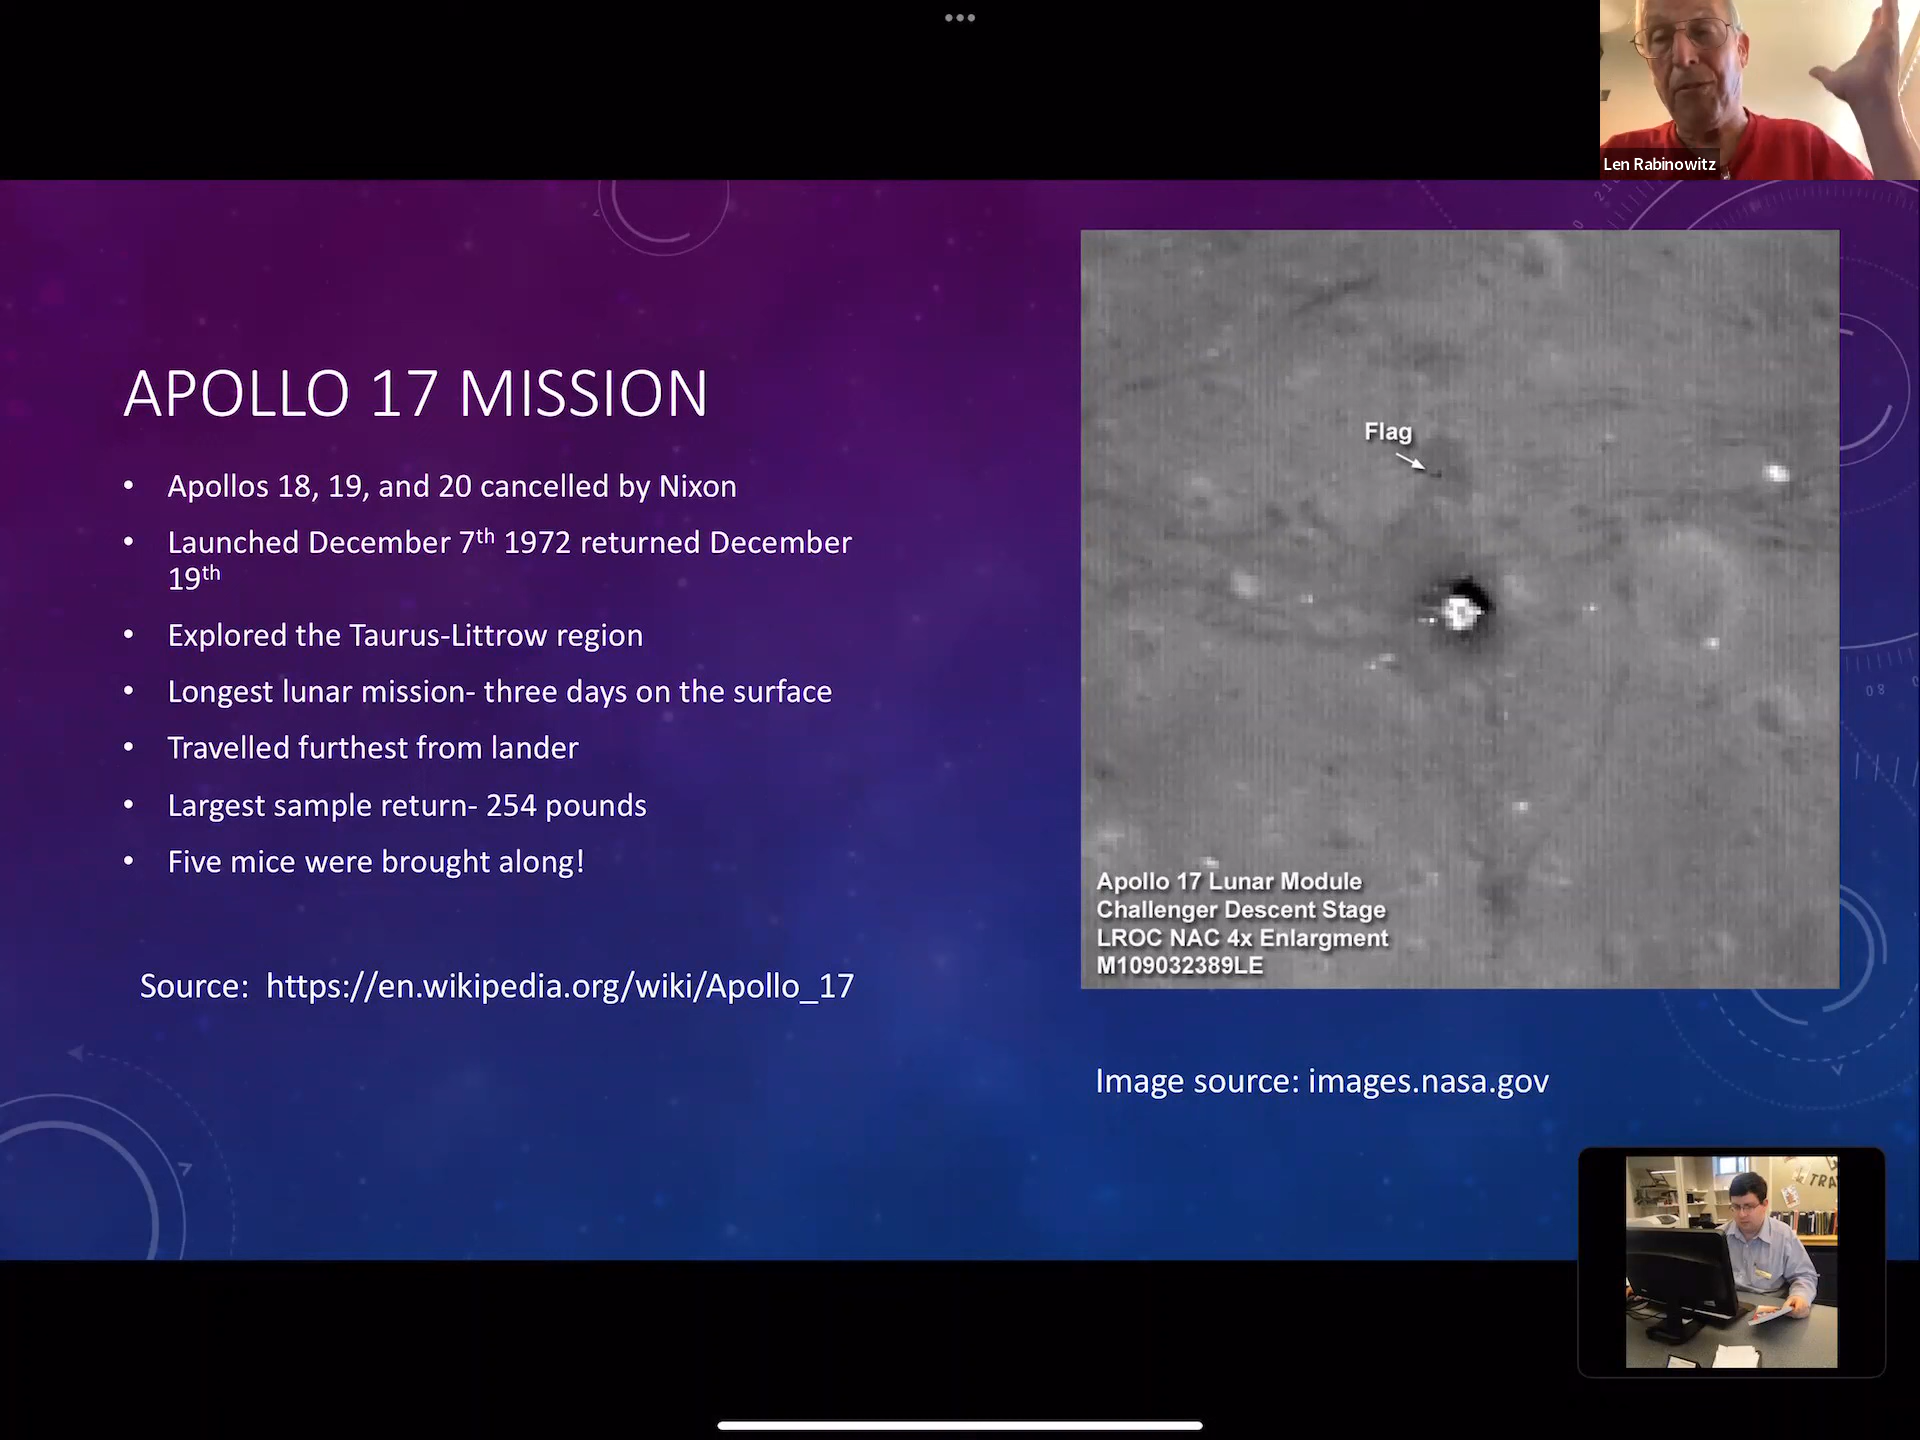 Len Rabinowitz
APOLLO 17 MISSION
• Apollos 18, 19, and 20 cancelled by Nixon
• Launched December 7th 1972 returned December
19th
• Explored the Taurus-Littrow region
• Longest lunar mission- three days on the surface
• Travelled furthest from lander
• Largest sample return- 254 pounds
• Five mice were brought along!
Source: https://en.wikipedia.org/wiki/Apollo_17
Flag
Apollo 17 Lunar Module
Challenger Descent Stage
LROC NAC 4x Enlargment
M109032389LE
Image source: images.nasa.gov